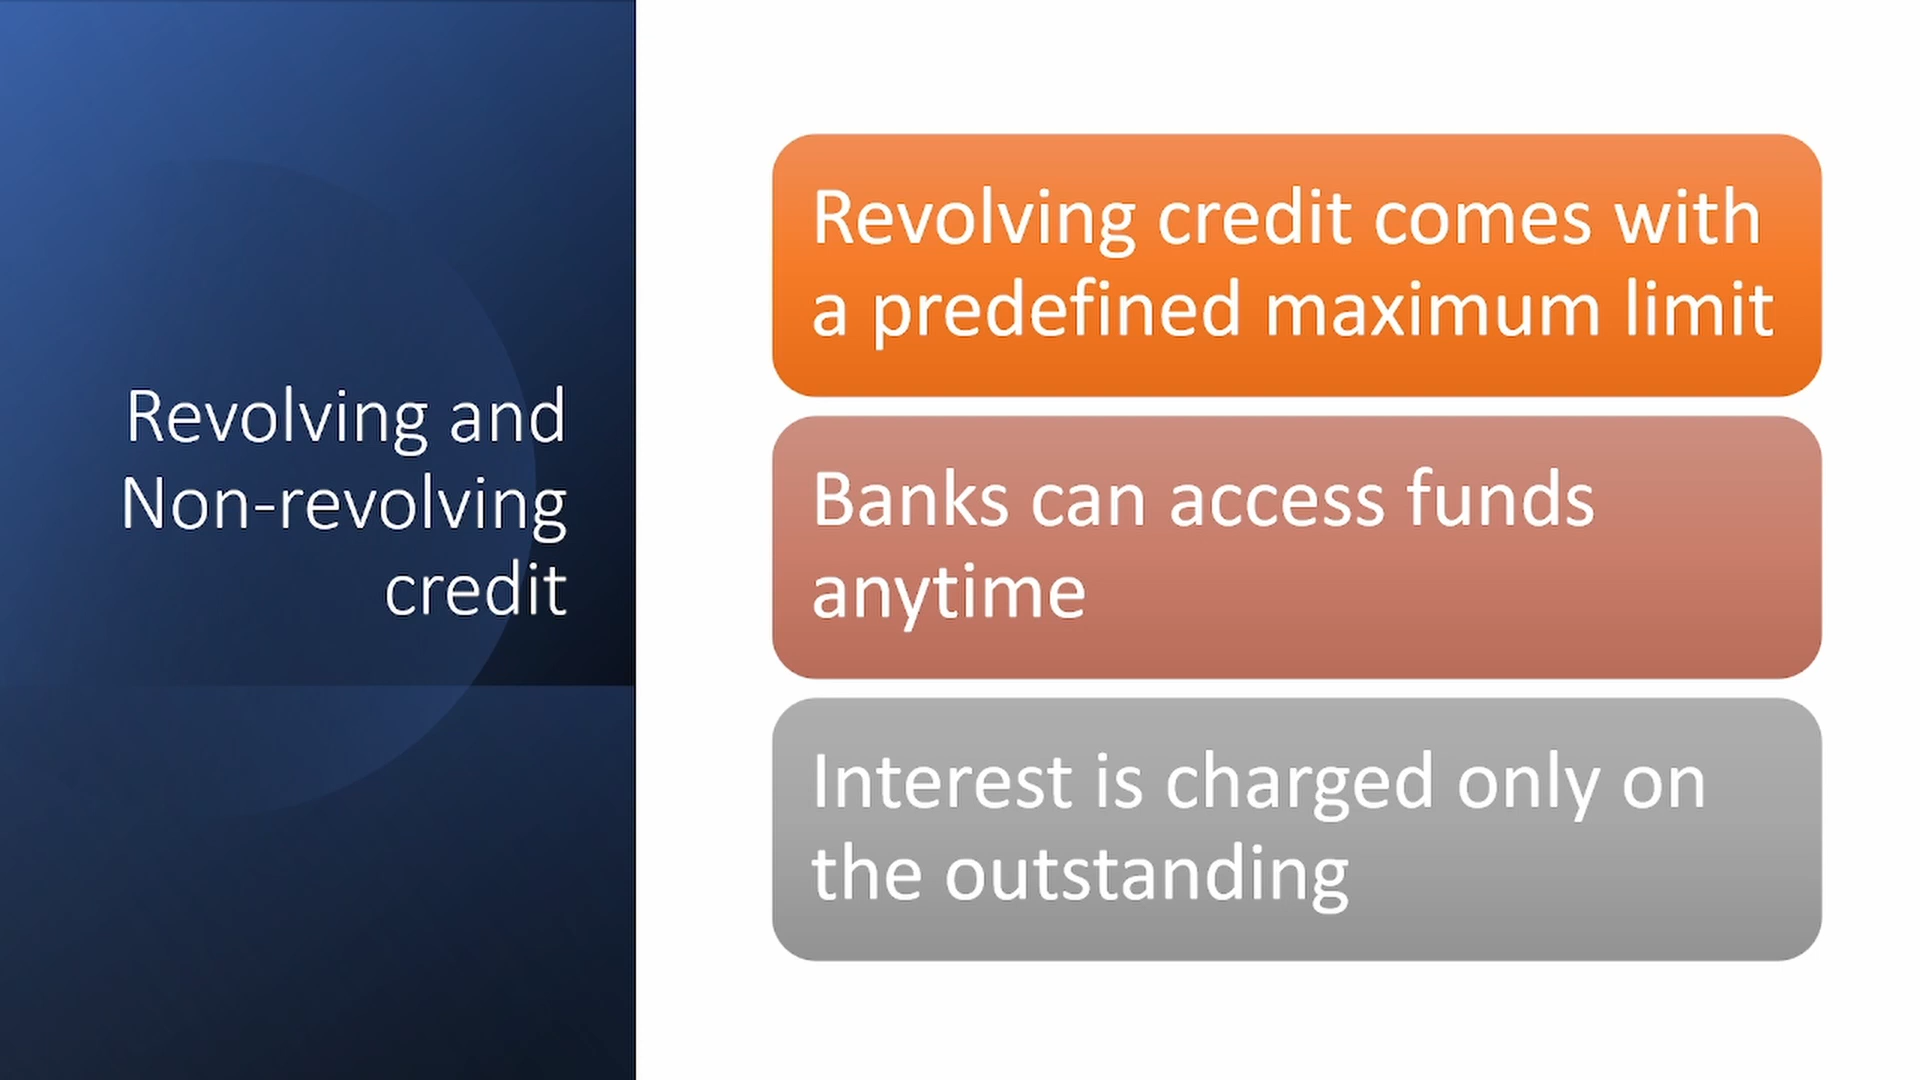 Revolving and
Non-revolving
credit
Revolving credit comes with
a predefined maximum limit
Banks can access funds
anytime
Interest is charged only on
the outstanding